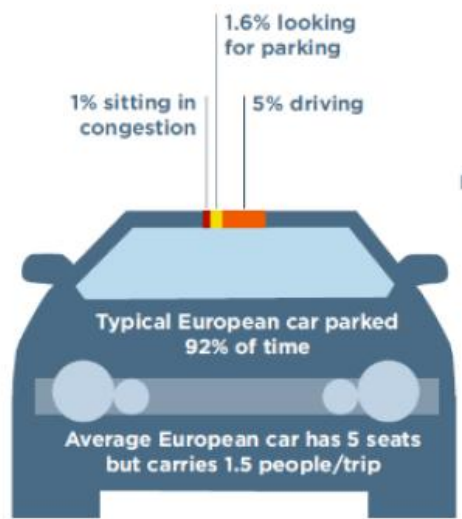 1.6% looking
for parking
1% sitting in
congestion
5% driving
Typical European car parked
92% of time
Average European car has 5 seats
but carries 1.5 people/trip